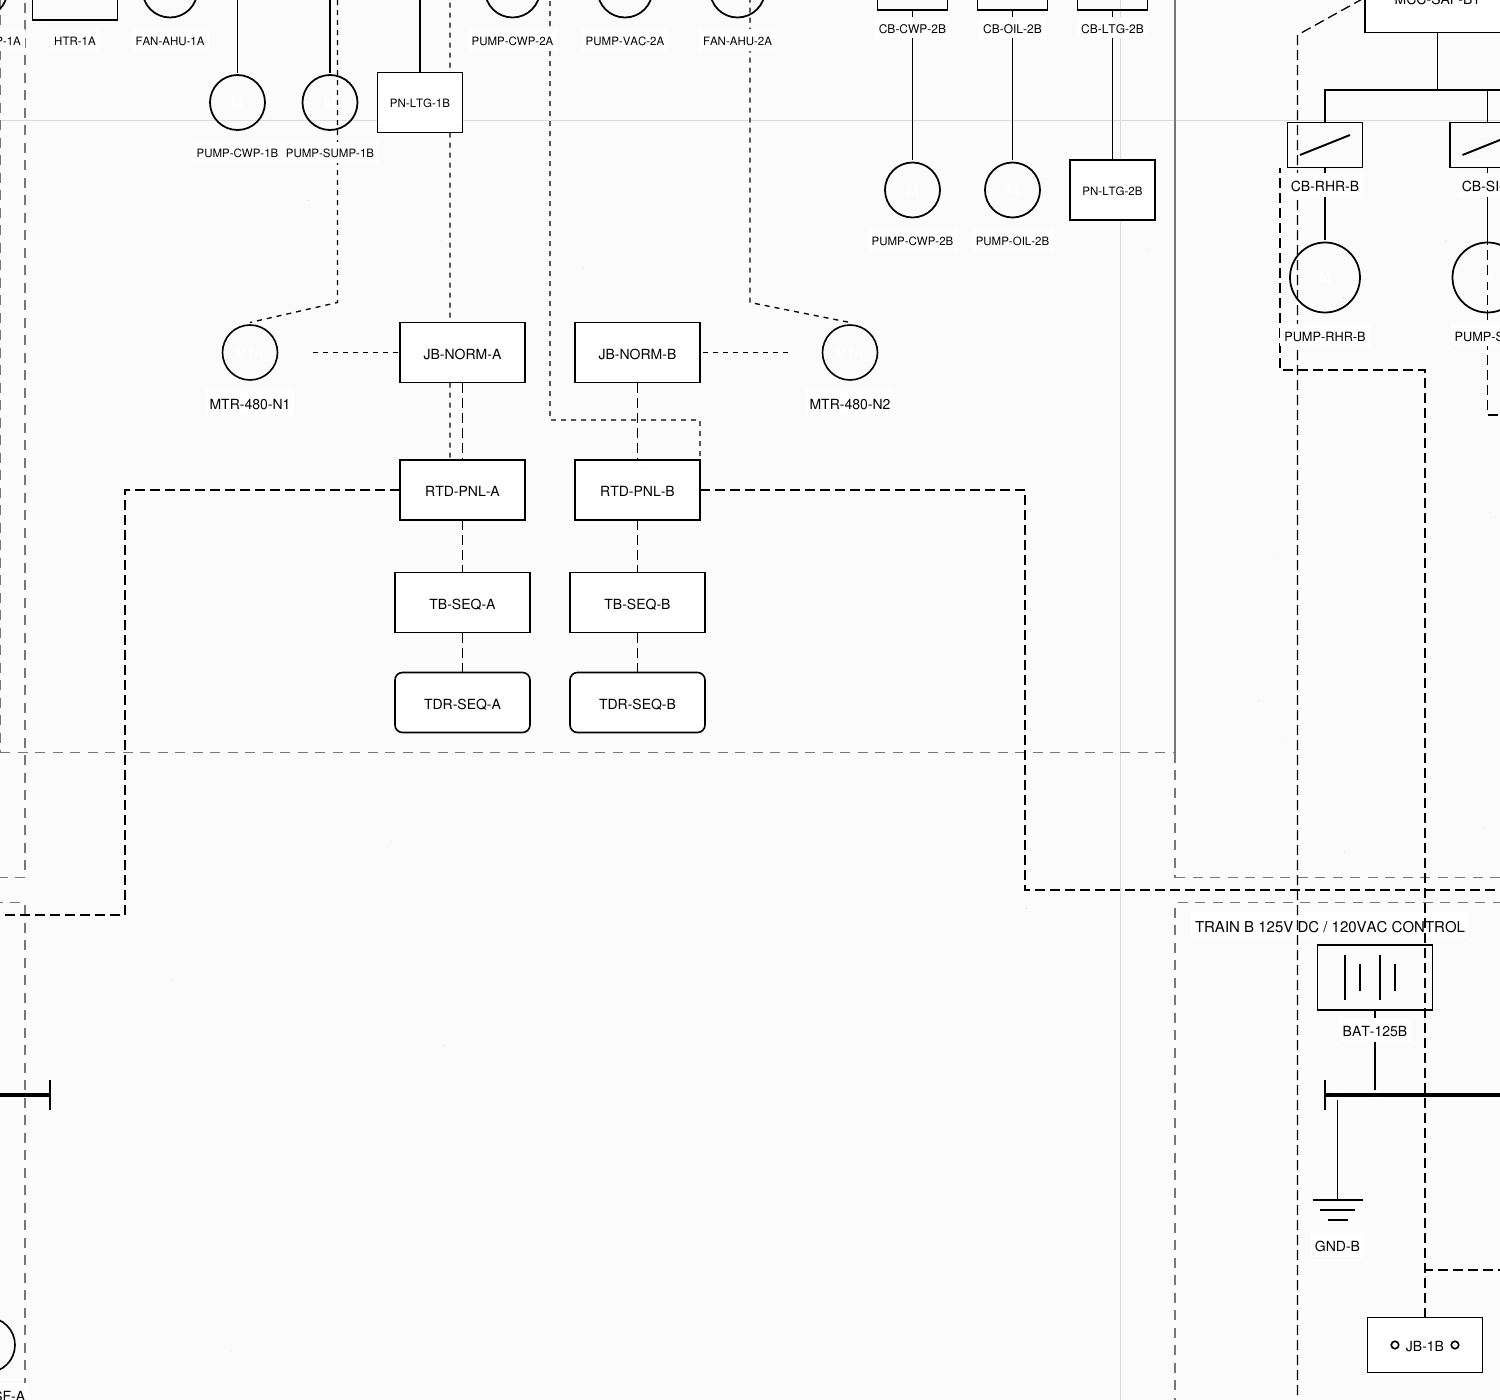 HTR-1A
FAN-AHU-1A
PUMP-CWP-2A
PUMP-VAC-2A
FAN-AHU-2A
CB-CWP-2B
CB-OIL-2B
CB-LTG-2B
PN-LTG-1B
PUMP-CWP-1B
PUMP-SUMP-1B
CB-RHR-B
PN-LTG-2B
PUMP-CWP-2B
PUMP-OIL-2B
PUMP-RHR-B
JB-NORM-A
JB-NORM-B
MTR-480-N1
MTR-480-N2
RTD-PNL-A
RTD-PNL-B
TB-SEQ-A
TB-SEQ-B
TDR-SEQ-A
TDR-SEQ-B
TRAIN B 125V DC / 120VAC CONTROL
BAT-125B
GND-B
JB-1B